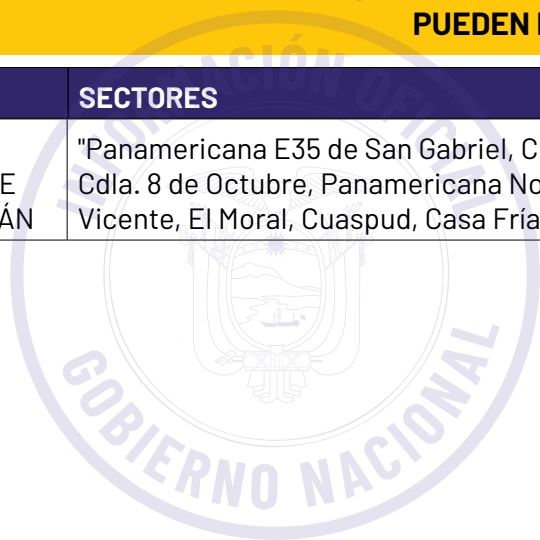 PUEDEN
SECTORES
"Panamericana E35 de San Gabriel, C
E Cdla. 8 de Octubre, Panamericana No
ÁN Vicente, El Moral, Cuaspud, Casa Fría
INFORMACIÓN OFICIAL
GOBIERNO NACIONAL